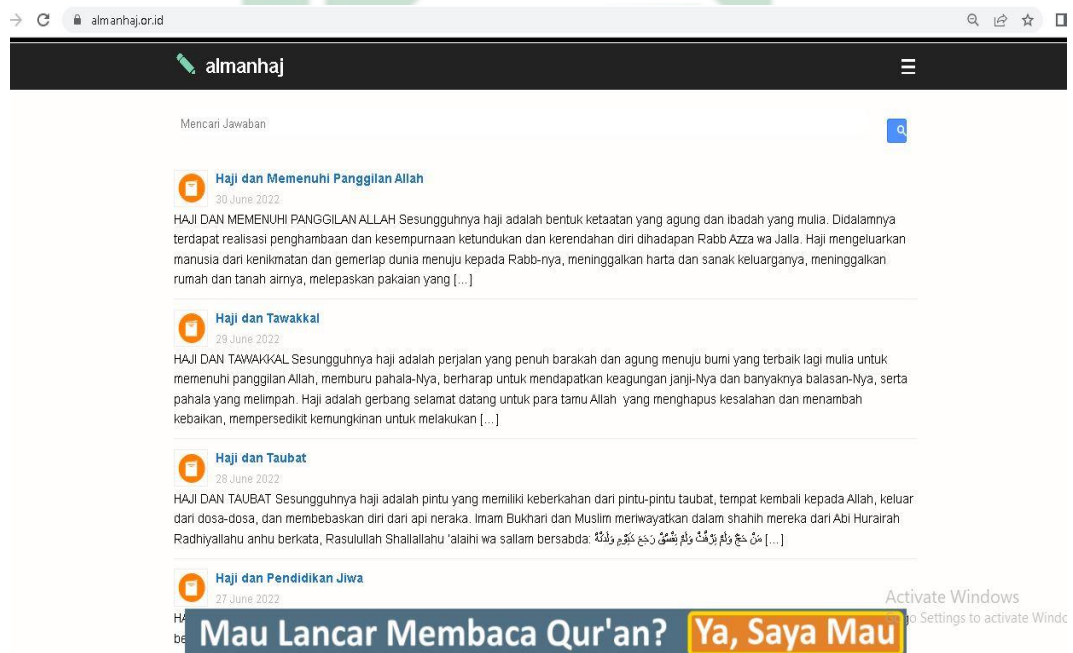 almanhaj.or.id
almanhaj
Mencari Jawaban
Haji dan Memenuhi Panggilan Allah
30 June 2022
HAJI DAN MEMENUHI PANGGILAN ALLAH Sesungguhnya haji adalah bentuk ketaatan yang agung dan ibadah yang mulia. Didalamnya
terdapat realisasi penghambaan dan kesempurnaan ketundukan dan kerendahan diri dihadapan Rabb Azza wa Jalla. Haji mengeluarkan
manusia dari kenikmatan dan gemerlap dunia menuju kepada Rabb-nya, meninggalkan harta dan sanak keluarganya, meninggalkan
rumah dan tanah airnya, melepaskan pakaian yang [...]
Haji dan Tawakkal
29 June 2022
HAJI DAN TAWAKKAL Sesungguhnya haji adalah perjalan yang penuh barakah dan agung menuju bumi yang terbaik lagi mulia untuk
memenuhi panggilan Allah, memburu pahala-Nya, berharap untuk mendapatkan keagungan janji-Nya dan banyaknya balasan-Nya, serta
pahala yang melimpah. Haji adalah gerbang selamat datang untuk para tamu Allah yang menghapus kesalahan dan menambah
kebaikan, mempersedikit kemungkinan untuk melakukan [...]
Haji dan Taubat
28 June 2022
HAJI DAN TAUBAT Sesungguhnya haji adalah pintu yang memiliki keberkahan dari pintu-pintu taubat, tempat kembali kepada Allah, keluar
dari dosa-dosa, dan membebaskan diri dari api neraka. Imam Bukhari dan Muslim meriwayatkan dalam shahih mereka dari Abi Hurairah
Radhiyallahu anhu berkata, Rasulullah Shallallahu 'alaihi wa sallam bersabda: مَنْ حَجَّ وَلَمْ يَرْفُثْ وَلَمْ يَفْسُقْ رَجَعَ كَيَوْمِ وَلَدَتْهُ [...]
Haji dan Pendidikan Jiwa
27 June 2022
Activate Windows
Settings to activate Windo
Mau Lancar Membaca Qur'an? Ya, Saya Mau